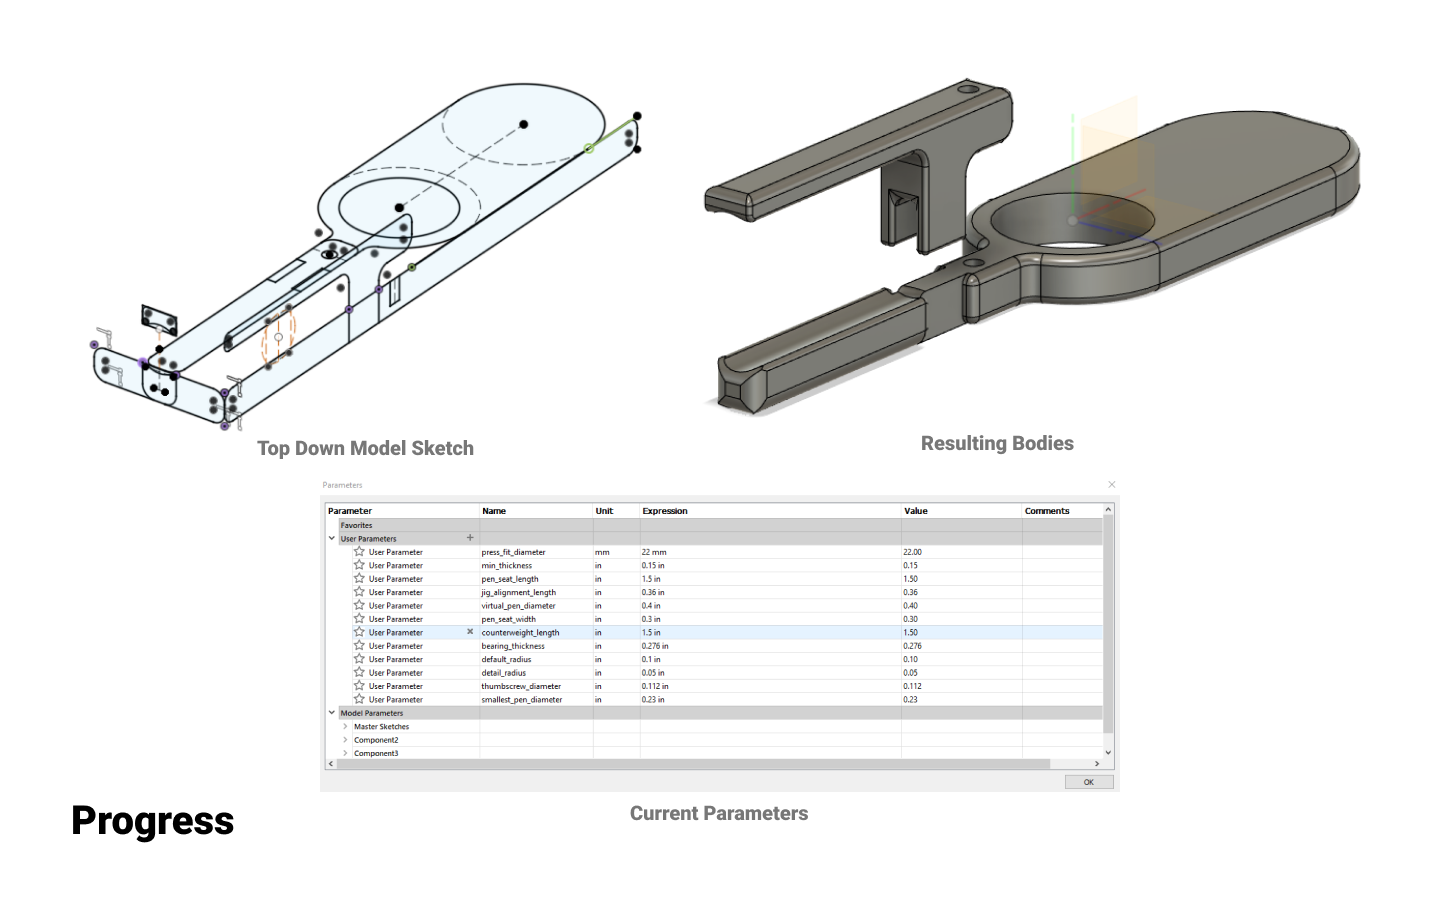 Top Down Model Sketch
Resulting Bodies
Parameters
Parameter Name Unit Expression Value Comments
Favorites
User Parameters +
User Parameter press_fit_diameter mm 22 mm 22.00
User Parameter min_thickness in 0.15 in 0.15
User Parameter pen_seat_length in 1.5 in 1.50
User Parameter jig_alignment_length in 0.36 in 0.36
User Parameter virtual_pen_diameter in 0.4 in 0.40
User Parameter pen_seat_width in 0.3 in 0.30
User Parameter counterweight_length in 1.5 in 1.50
User Parameter bearing_thickness in 0.276 in 0.276
User Parameter default_radius in 0.1 in 0.10
User Parameter detail_radius in 0.05 in 0.05
User Parameter thumbscrew_diameter in 0.112 in 0.112
User Parameter smallest_pen_diameter in 0.23 in 0.23
Model Parameters
Master Sketches
Component2
Component3
OK
Current Parameters
Progress